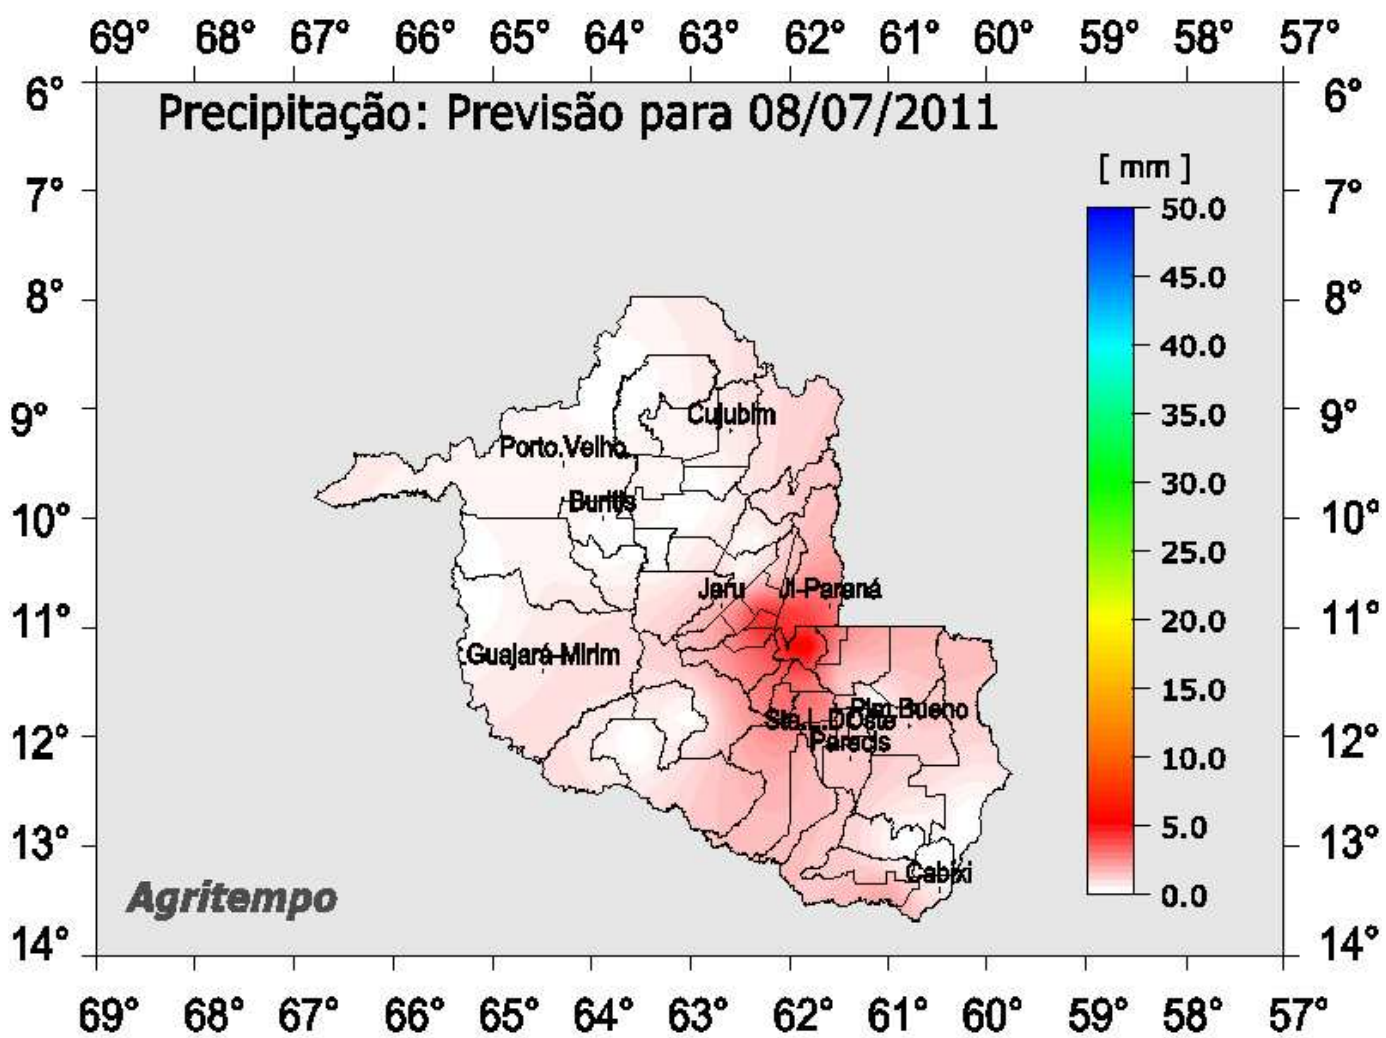 69° 68° 67° 66° 65° 64° 63° 62° 61° 60° 59° 58° 57°
6° 6°
Precipitação: Previsão para 08/07/2011
[ mm ]
7° 7°
50.0
45.0
8° 8°
40.0
35.0
9° 9°
Cujubim
Porto.Velho
30.0
Buritis
10° 10°
25.0
Jaru Ji-Paraná
11° 11°
20.0
Guajará-Mirim
15.0
Pim.Bueno
Sta.L.D'Oste
12° 12°
Parecis
10.0
5.0
13° 13°
Cabixi
0.0
Agritempo
14° 14°
69° 68° 67° 66° 65° 64° 63° 62° 61° 60° 59° 58° 57°